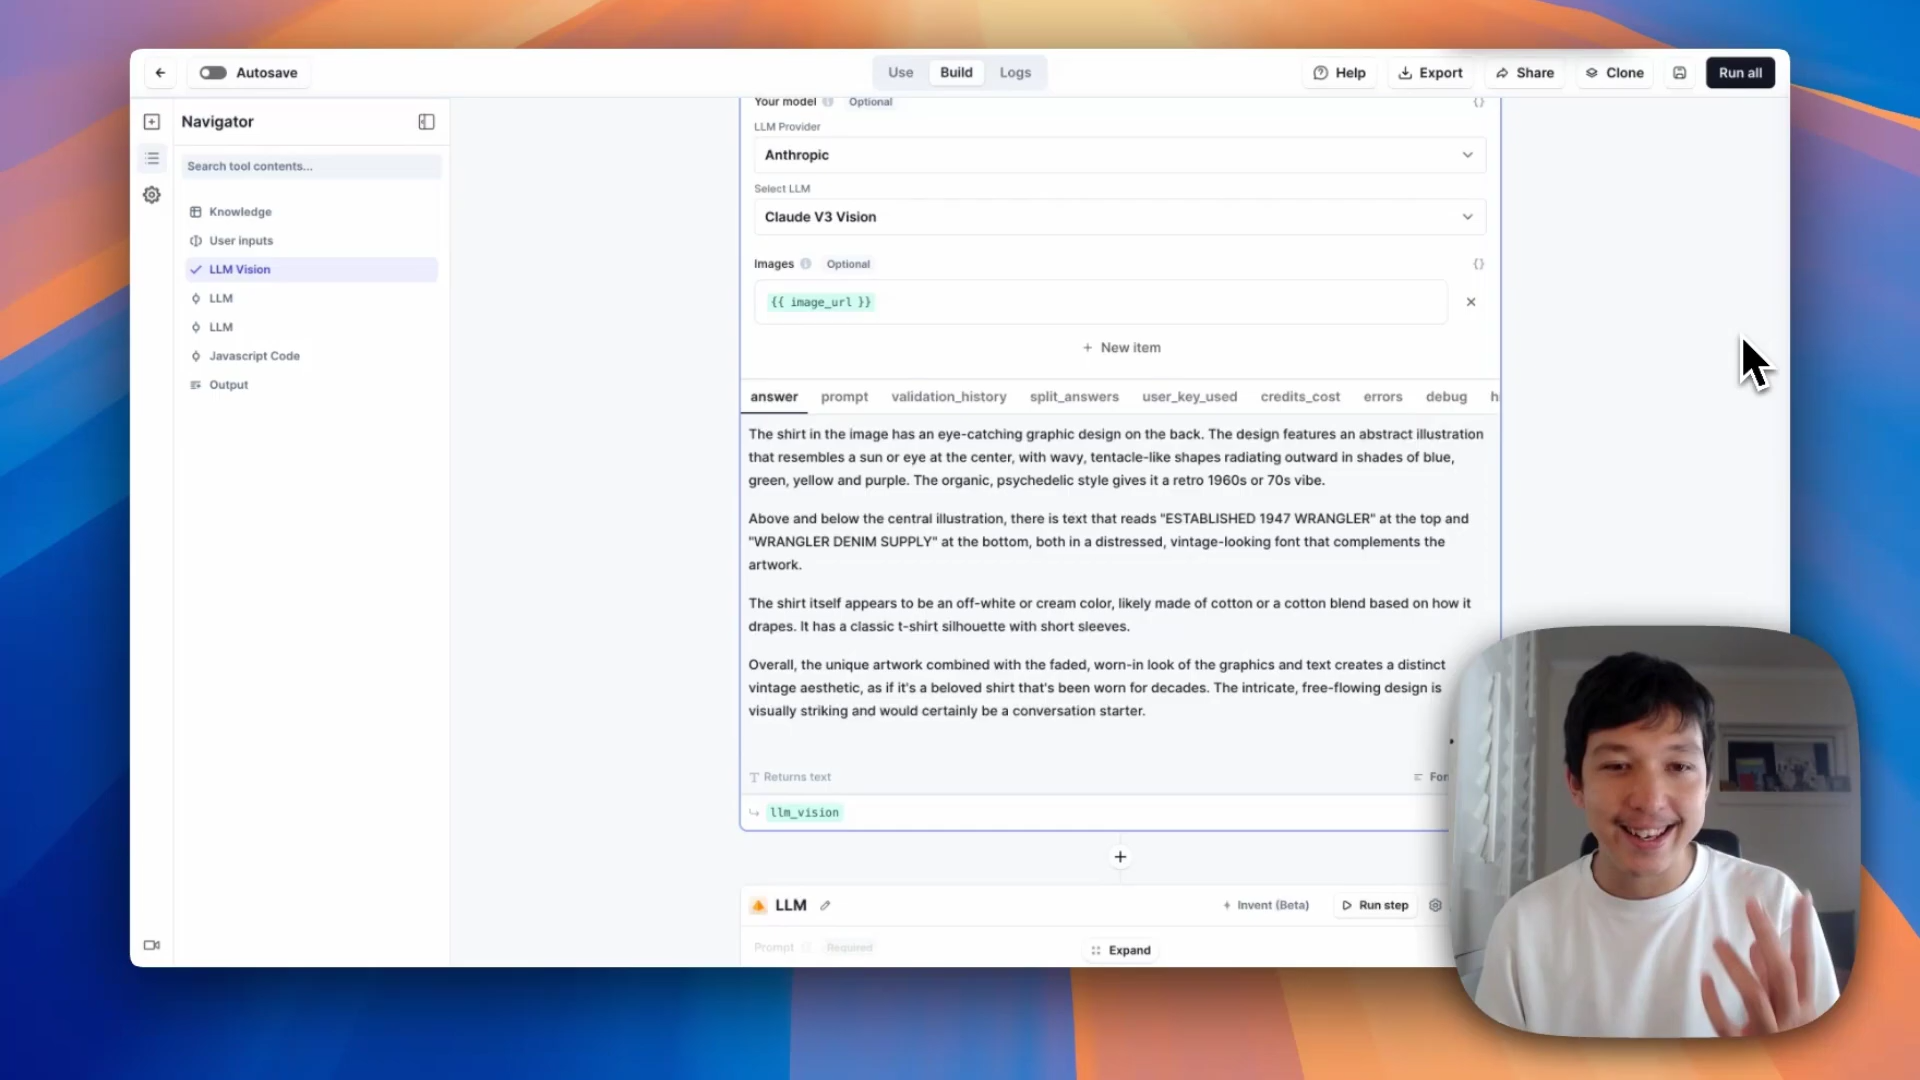 Autosave
Use Build Logs
Help Export Share Clone Run all
Navigator
Search tool contents...
Knowledge
User inputs
LLM Vision
LLM
LLM
Javascript Code
Output
Your model Optional {}
LLM Provider
Anthropic
Select LLM
Claude V3 Vision
Images Optional {}
{{ image_url }}
+ New item
answer prompt validation_history split_answers user_key_used credits_cost errors debug h
The shirt in the image has an eye-catching graphic design on the back. The design features an abstract illustration
that resembles a sun or eye at the center, with wavy, tentacle-like shapes radiating outward in shades of blue,
green, yellow and purple. The organic, psychedelic style gives it a retro 1960s or 70s vibe.
Above and below the central illustration, there is text that reads "ESTABLISHED 1947 WRANGLER" at the top and
"WRANGLER DENIM SUPPLY" at the bottom, both in a distressed, vintage-looking font that complements the
artwork.
The shirt itself appears to be an off-white or cream color, likely made of cotton or a cotton blend based on how it
drapes. It has a classic t-shirt silhouette with short sleeves.
Overall, the unique artwork combined with the faded, worn-in look of the graphics and text creates a distinct
vintage aesthetic, as if it's a beloved shirt that's been worn for decades. The intricate, free-flowing design is
visually striking and would certainly be a conversation starter.
Returns text For
llm_vision
LLM + Invent (Beta) Run step
Prompt Required
Expand